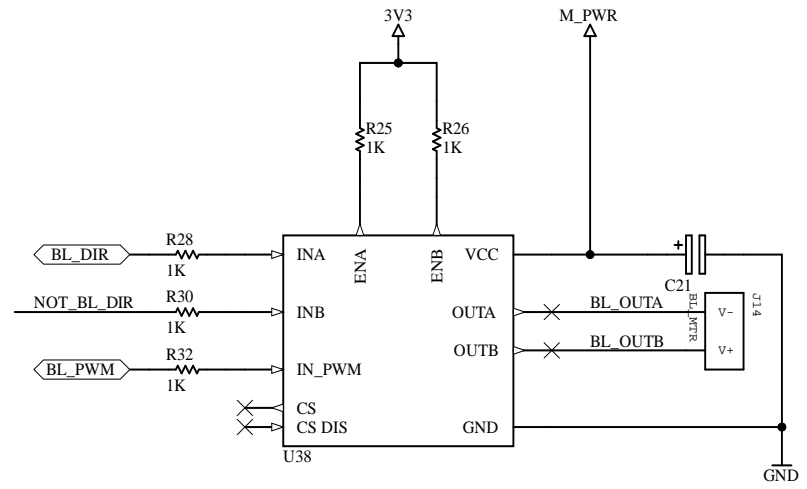 3V3
M_PWR
R25
1K
R26
1K
BL_DIR
R28
1K
INA
ENA
ENB
VCC
+
C21
NOT_BL_DIR
R30
1K
INB
OUTA
BL_OUTA
BL_MTR
V-
J14
OUTB
BL_OUTB
V+
BL_PWM
R32
1K
IN_PWM
CS
CS DIS
GND
U38
GND